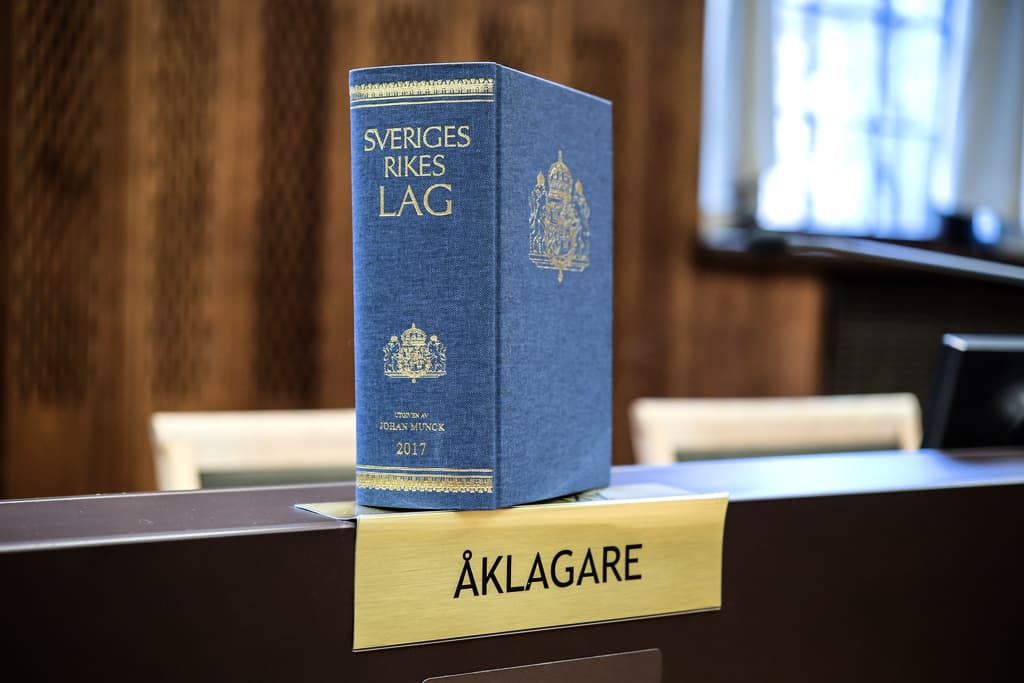 SVERIGES
RIKES
LAG
UTGIVEN AV
JOHAN MUNCK
2017
ÅKLAGARE